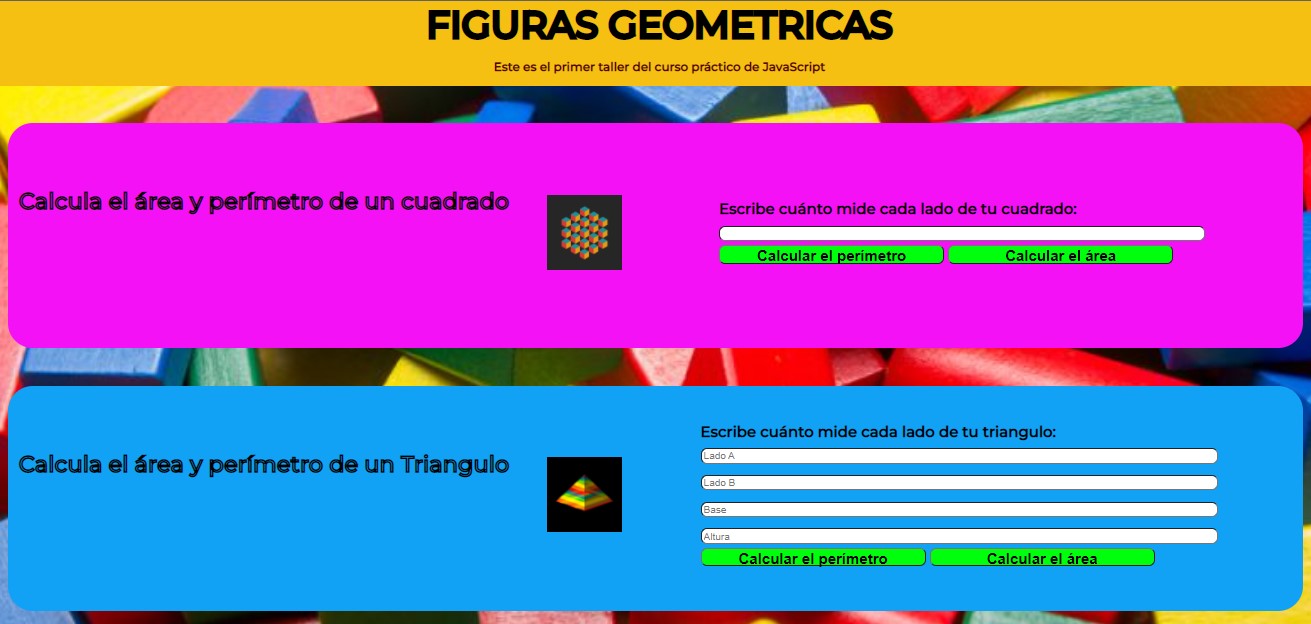 FIGURAS GEOMETRICAS
Este es el primer taller del curso práctico de JavaScript
Calcula el área y perímetro de un cuadrado
Escribe cuánto mide cada lado de tu cuadrado:
Calcular el perímetro Calcular el área
Calcula el área y perímetro de un Triangulo
Escribe cuánto mide cada lado de tu triangulo:
Lado A
Lado B
Base
Altura
Calcular el perímetro Calcular el área